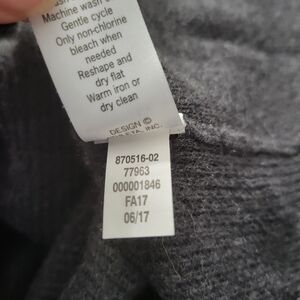 Machine wash
Gentle cycle
Only non-chlorine
bleach when
needed
Reshape and
dry flat
Warm iron or
dry clean
DESIGN ©
INC.
870516-02
77963
000001846
FA17
06/17